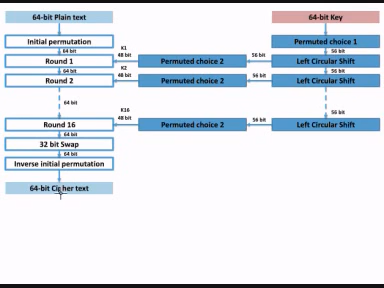 64-bit Plain text
64-bit Key
Initial permutation
Permuted choice 1
64 bit
K1
48 bit
56 bit
56 bit
Round 1
Permuted choice 2
Left Circular Shift
64 bit
K2
48 bit
56 bit
56 bit
Round 2
Permuted choice 2
Left Circular Shift
64 bit
K16
48 bit
56 bit
56 bit
Round 16
Permuted choice 2
Left Circular Shift
64 bit
32 bit Swap
64 bit
Inverse initial permutation
64-bit Cipher text